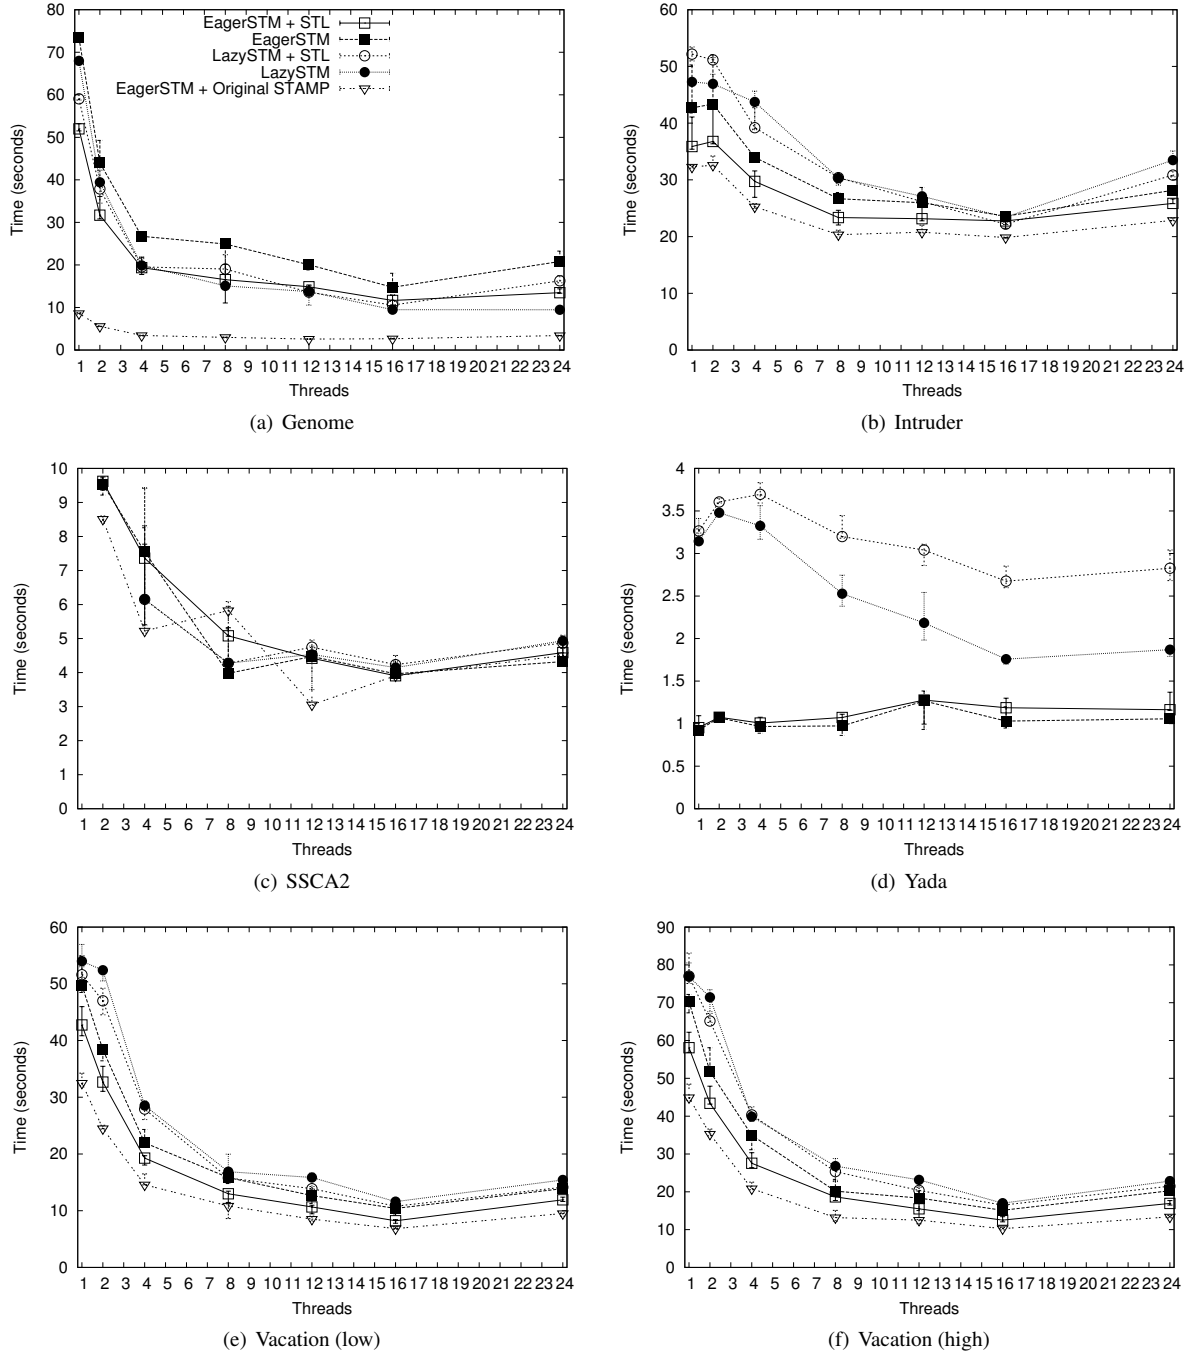 EagerSTM + STL
EagerSTM
LazySTM + STL
LazySTM
EagerSTM + Original STAMP
80
70
60
50
40
30
20
10
0
Time (seconds)
1 2 3 4 5 6 7 8 9 10 11 12 13 14 15 16 17 18 19 20 21 22 23 24
Threads
(a) Genome
60
50
40
30
20
10
0
Time (seconds)
1 2 3 4 5 6 7 8 9 10 11 12 13 14 15 16 17 18 19 20 21 22 23 24
Threads
(b) Intruder
10
9
8
7
6
5
4
3
2
1
0
Time (seconds)
1 2 3 4 5 6 7 8 9 10 11 12 13 14 15 16 17 18 19 20 21 22 23 24
Threads
(c) SSCA2
4
3.5
3
2.5
2
1.5
1
0.5
0
Time (seconds)
1 2 3 4 5 6 7 8 9 10 11 12 13 14 15 16 17 18 19 20 21 22 23 24
Threads
(d) Yada
60
50
40
30
20
10
0
Time (seconds)
1 2 3 4 5 6 7 8 9 10 11 12 13 14 15 16 17 18 19 20 21 22 23 24
Threads
(e) Vacation (low)
90
80
70
60
50
40
30
20
10
0
Time (seconds)
1 2 3 4 5 6 7 8 9 10 11 12 13 14 15 16 17 18 19 20 21 22 23 24
Threads
(f) Vacation (high)